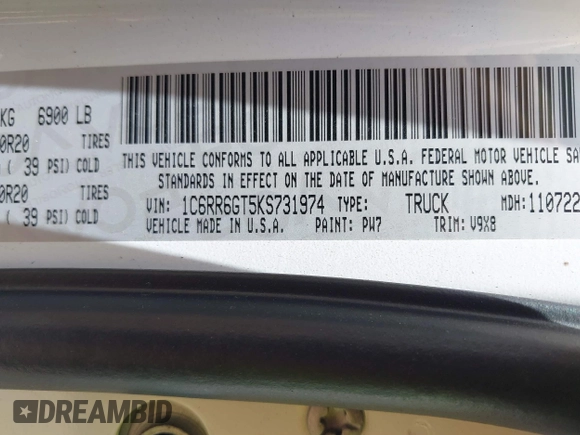 KG 6900 LB
0R20 TIRES
( 39 PSI) COLD
0R20 TIRES
( 39 PSI) COLD
THIS VEHICLE CONFORMS TO ALL APPLICABLE U.S.A. FEDERAL MOTOR VEHICLE SA
STANDARDS IN EFFECT ON THE DATE OF MANUFACTURE SHOWN ABOVE.
VIN: 1C6RR6GT5KS731974 TYPE: TRUCK MDH: 110722
VEHICLE MADE IN U.S.A. PAINT: PW7 TRIM: V9X8
DREAMBID